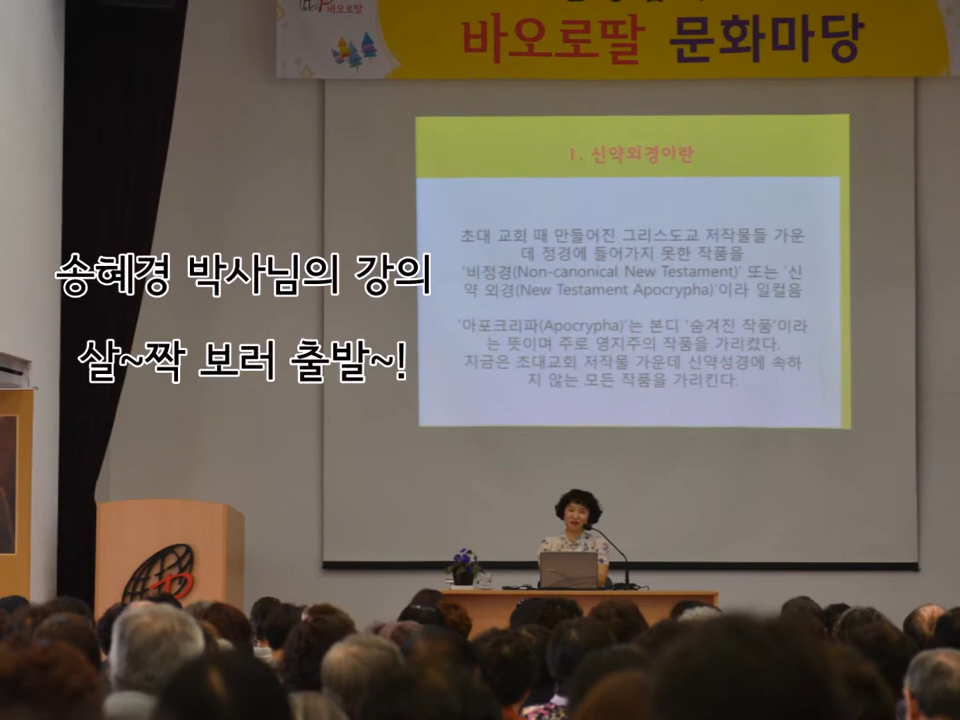 바오로딸
바오로딸 문화마당
1. 신약외경이란
초대 교회 때 만들어진 그리스도교 저작물들 가운
데 정경에 들어가지 못한 작품을
'비정경(Non-canonical New Testament)' 또는 '신
약 외경(New Testament Apocrypha)'이라 일컬음
'아포크리파(Apocrypha)'는 본디 '숨겨진 작품'이라
는 뜻이며 주로 영지주의 작품을 가리켰다.
지금은 초대교회 저작물 가운데 신약성경에 속하
지 않는 모든 작품을 가리킨다.
송혜경 박사님의 강의
살~짝 보러 출발~!